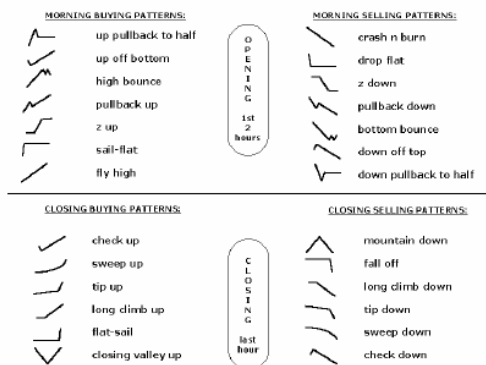 MORNING BUYING PATTERNS:
up pullback to half
up off bottom
high bounce
pullback up
z up
sail-flat
fly high
OPENING
1st
2
hours
MORNING SELLING PATTERNS:
crash n burn
drop flat
z down
pullback down
bottom bounce
down off top
down pullback to half
CLOSING BUYING PATTERNS:
check up
sweep up
tip up
long climb up
flat-sail
closing valley up
CLOSING
last
hour
CLOSING SELLING PATTERNS:
mountain down
fall off
long climb down
tip down
sweep down
check down